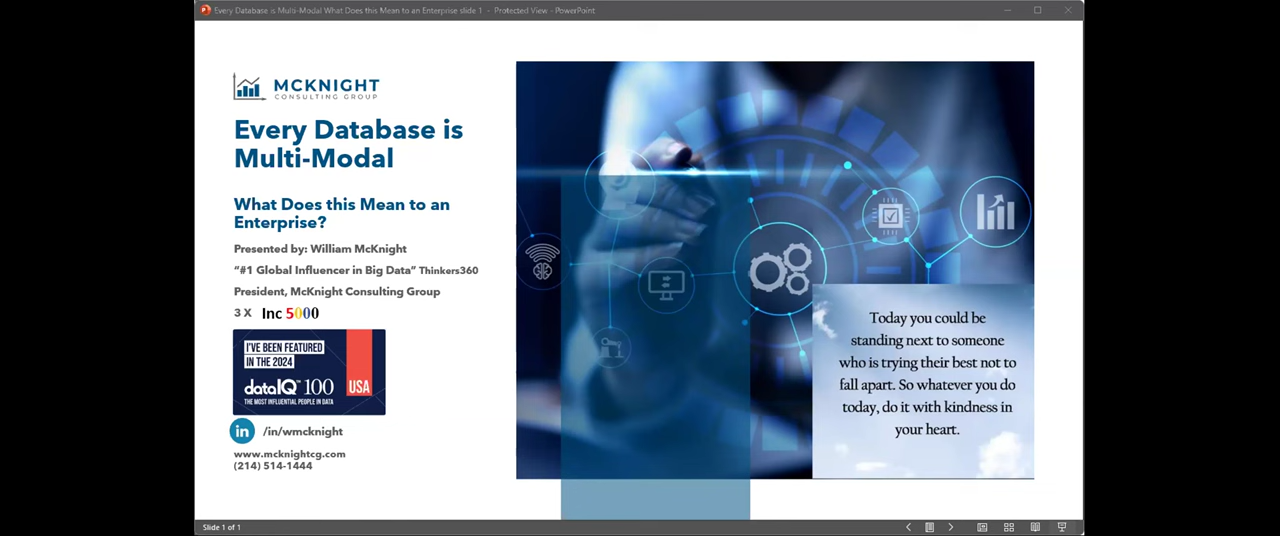 Every Database is Multi-Modal What Does this Mean to an Enterprise slide 1 - Protected View - PowerPoint
MCKNIGHT
CONSULTING GROUP
Every Database is
Multi-Modal
What Does this Mean to an
Enterprise?
Presented by: William McKnight
“#1 Global Influencer in Big Data” Thinkers360
President, McKnight Consulting Group
3 X Inc 5000
I'VE BEEN FEATURED
IN THE 2024
dataIQ™ 100
THE MOST INFLUENTIAL PEOPLE IN DATA
USA
in /in/wmcknight
www.mcknightcg.com
(214) 514-1444
Today you could be
standing next to someone
who is trying their best not to
fall apart. So whatever you do
today, do it with kindness in
your heart.
Slide 1 of 1